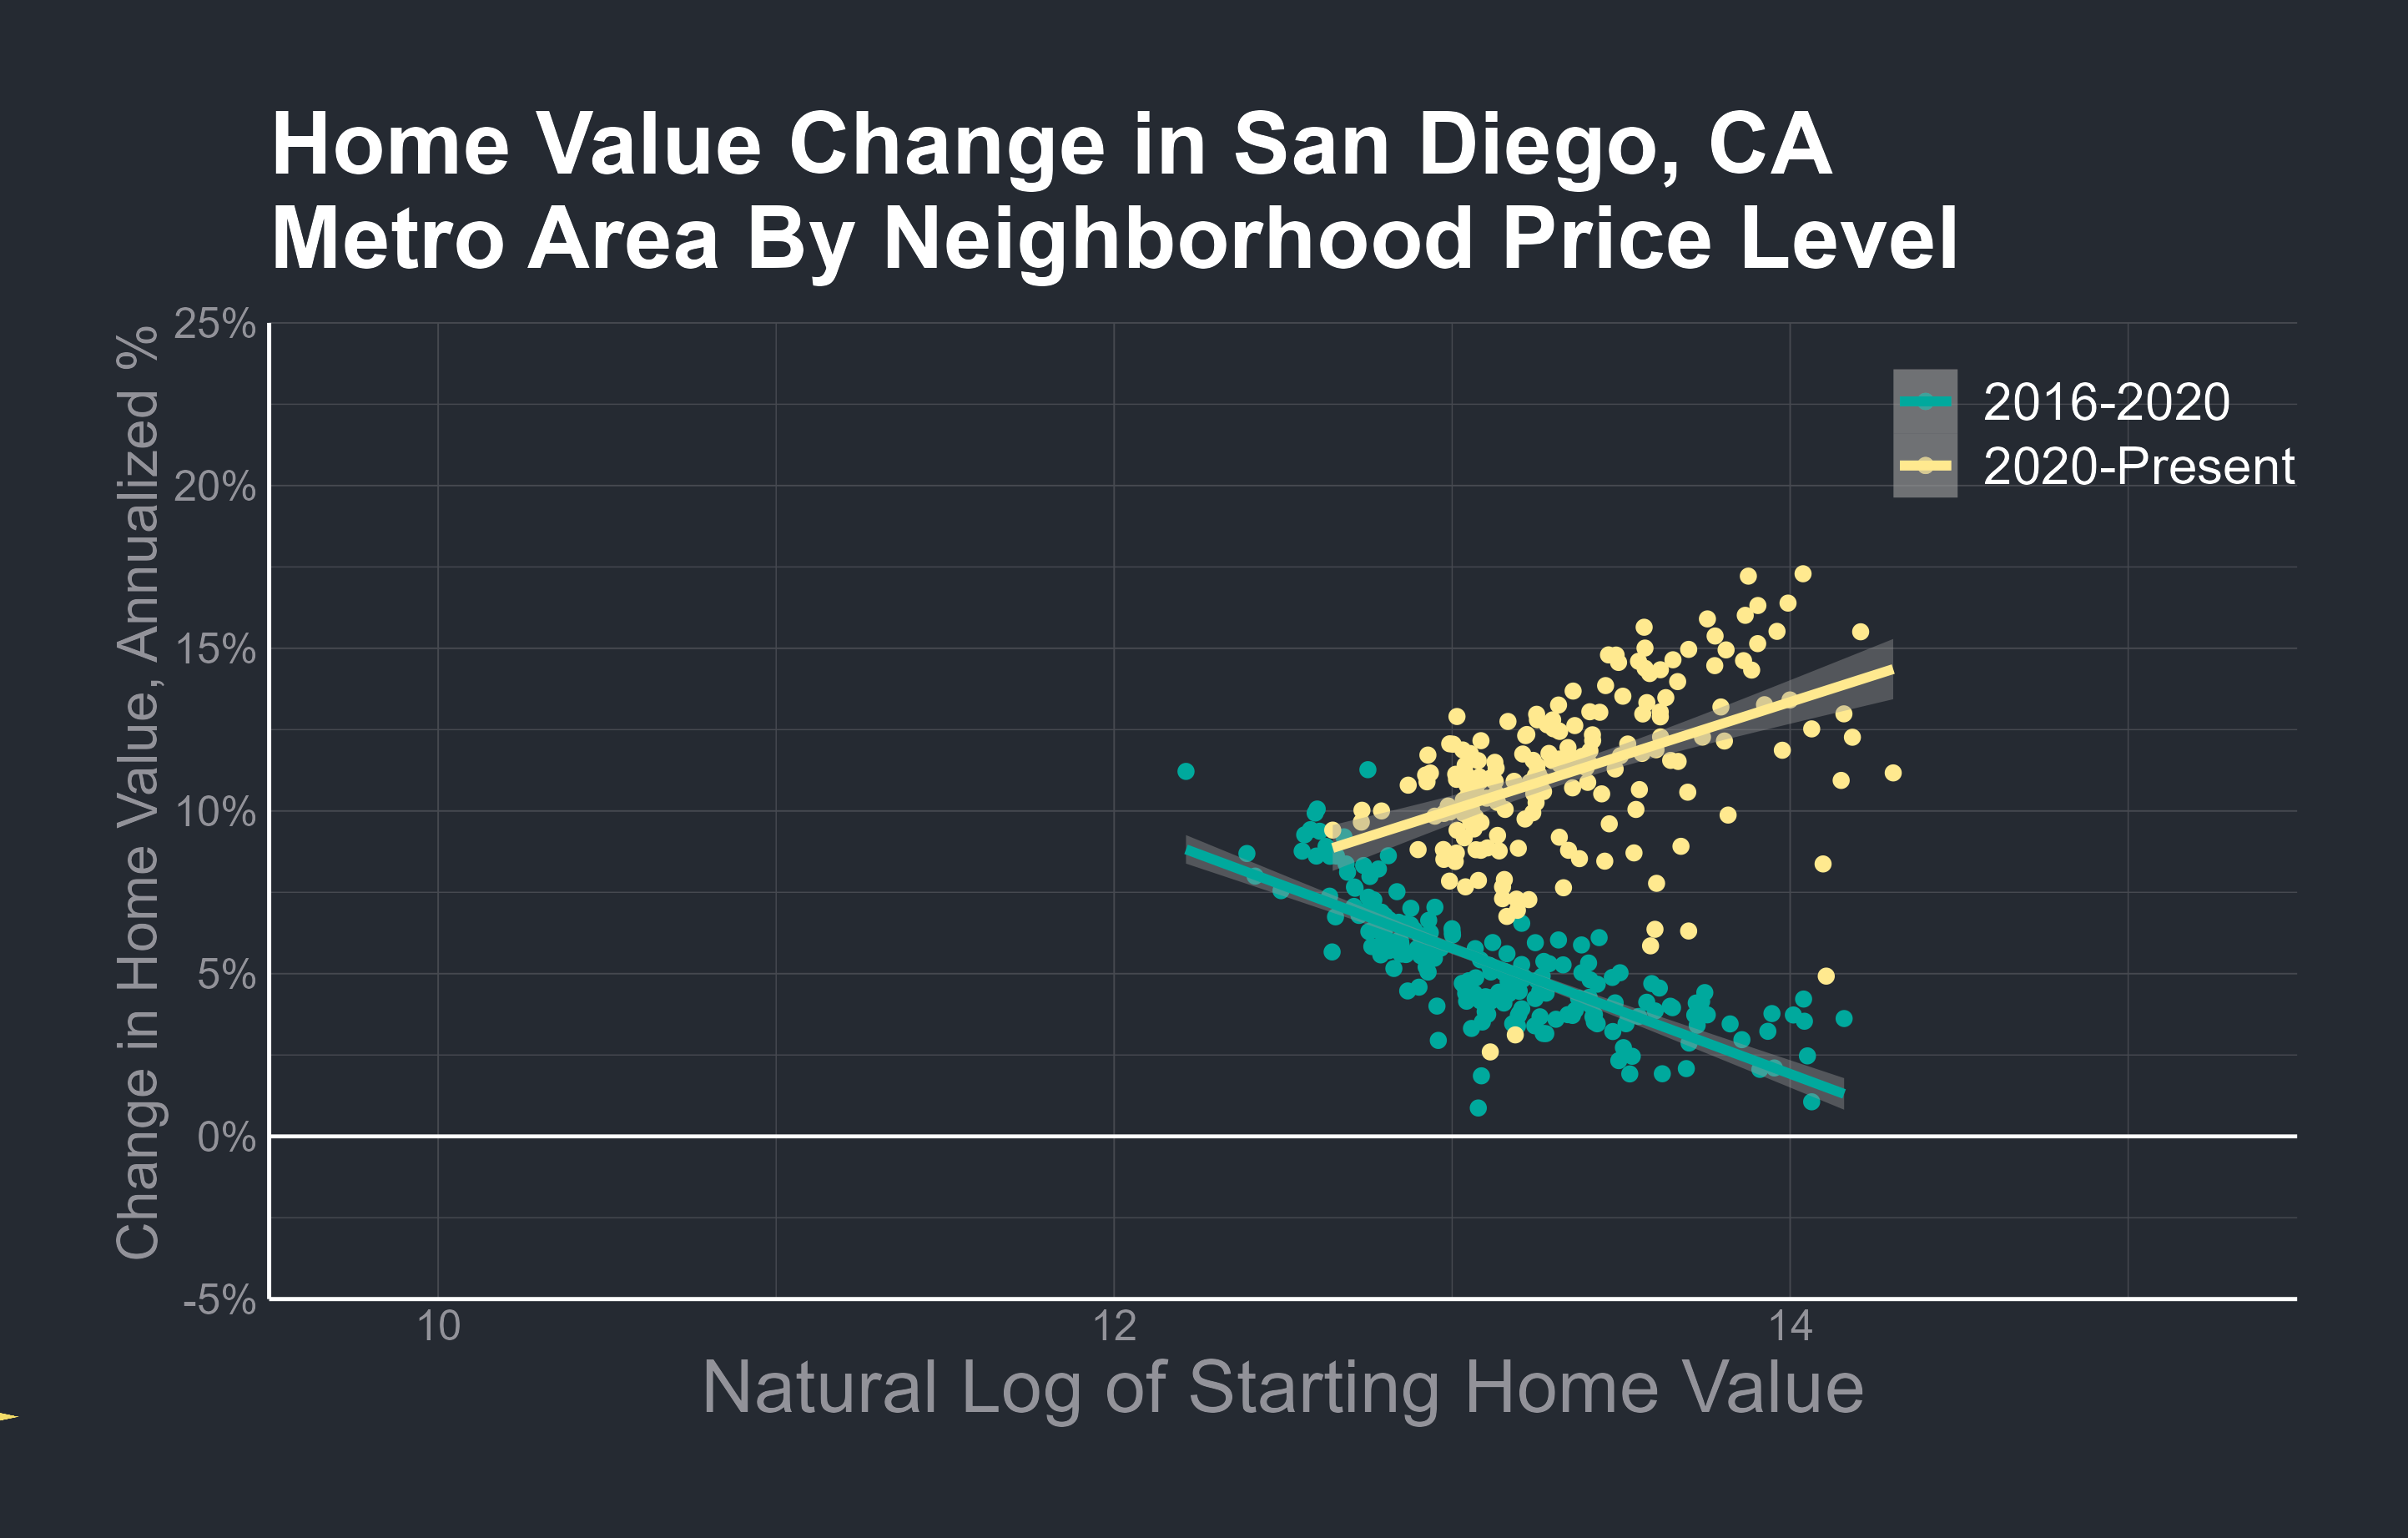 Home Value Change in San Diego, CA
Metro Area By Neighborhood Price Level
Change in Home Value, Annualized %
25%
20%
15%
10%
5%
0%
-5%
2016-2020
2020-Present
10
12
14
Natural Log of Starting Home Value